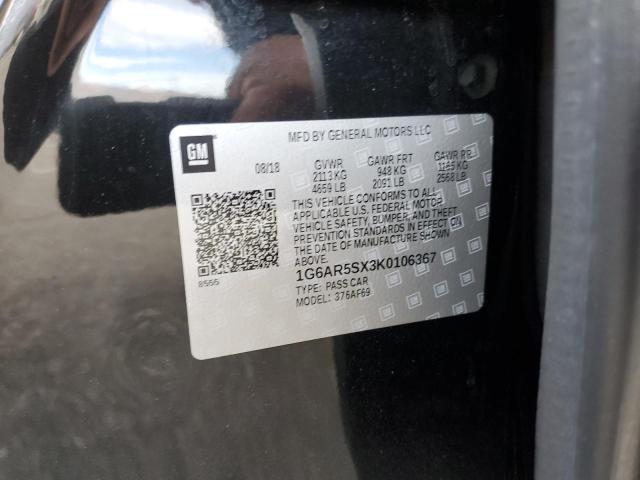 MFD BY GENERAL MOTORS LLC
GM
08/18 GVWR GAWR FRT GAWR RR
2113 KG 948 KG 1165 KG
4659 LB 2091 LB 2568 LB
THIS VEHICLE CONFORMS TO ALL
APPLICABLE U.S. FEDERAL MOTOR
VEHICLE SAFETY, BUMPER, AND THEFT
PREVENTION STANDARDS IN EFFECT ON
THE DATE OF MANUFACTURE SHOWN
ABOVE.
8555
1G6AR5SX3K0106367
TYPE: PASS CAR
MODEL: 376AF69